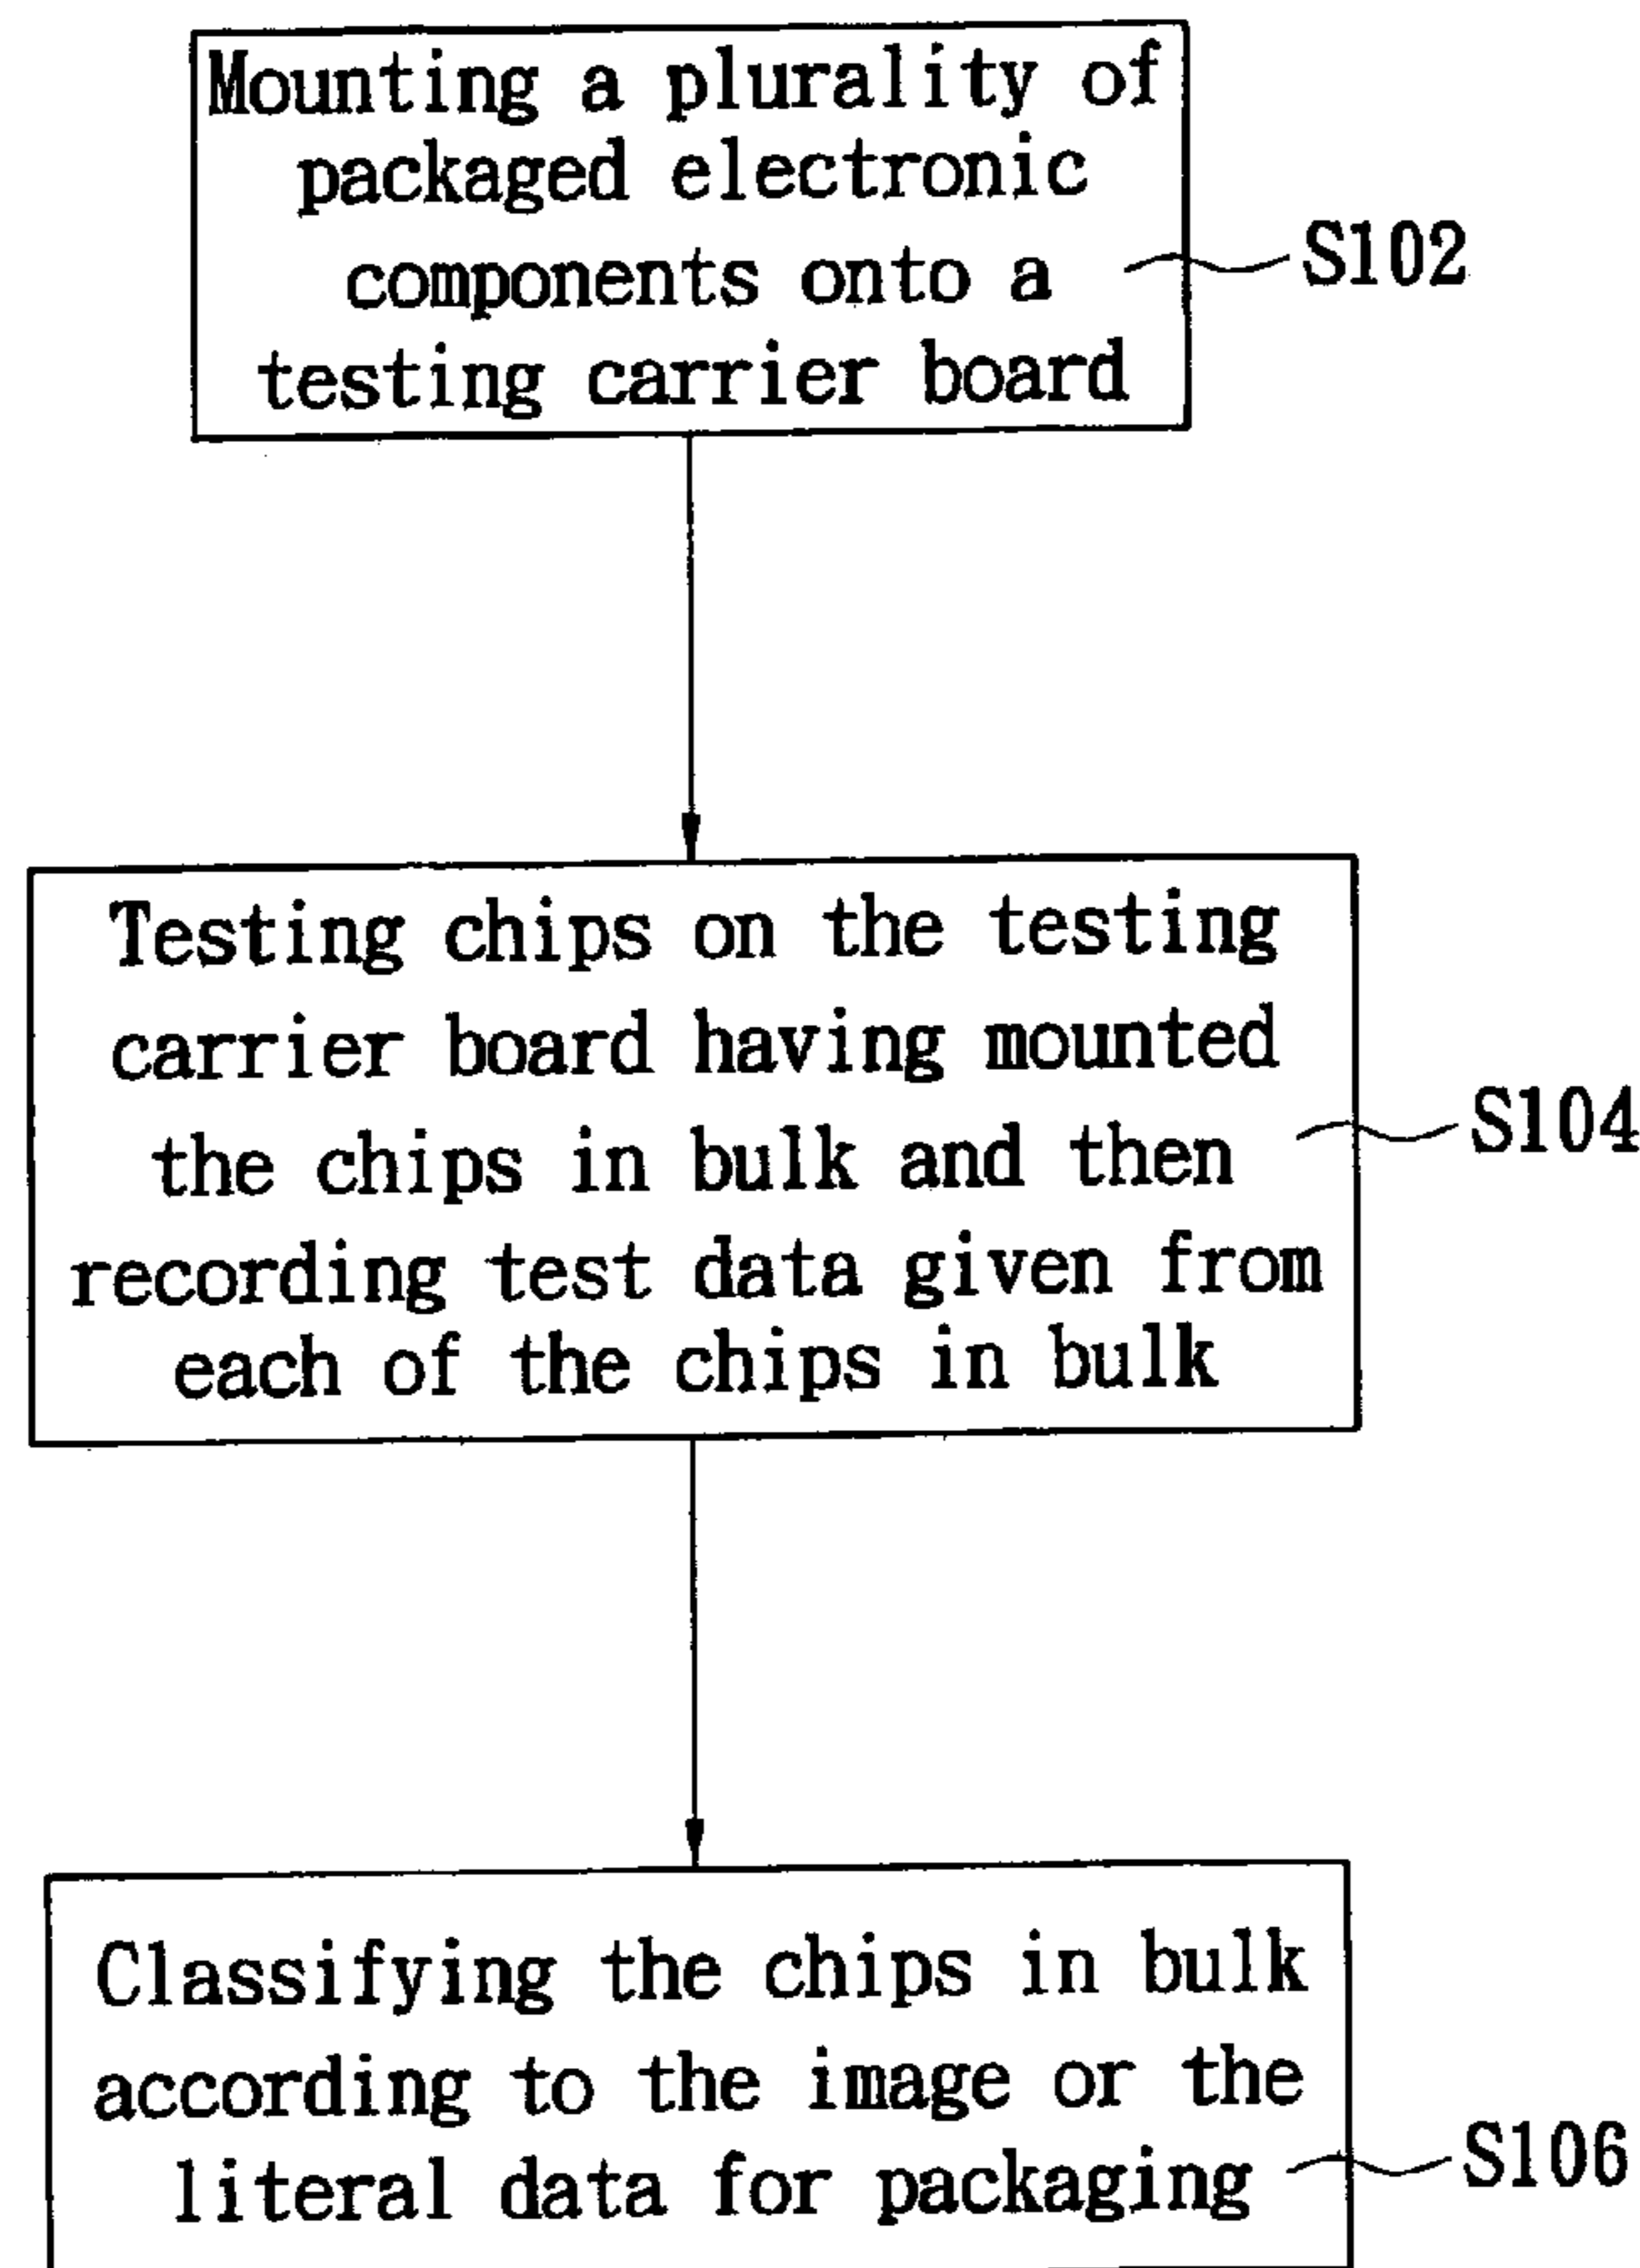 Mounting a plurality of
packaged electronic
components onto a
testing carrier board
S102
Testing chips on the testing
carrier board having mounted
the chips in bulk and then
recording test data given from
each of the chips in bulk
S104
Classifying the chips in bulk
according to the image or the
literal data for packaging
S106